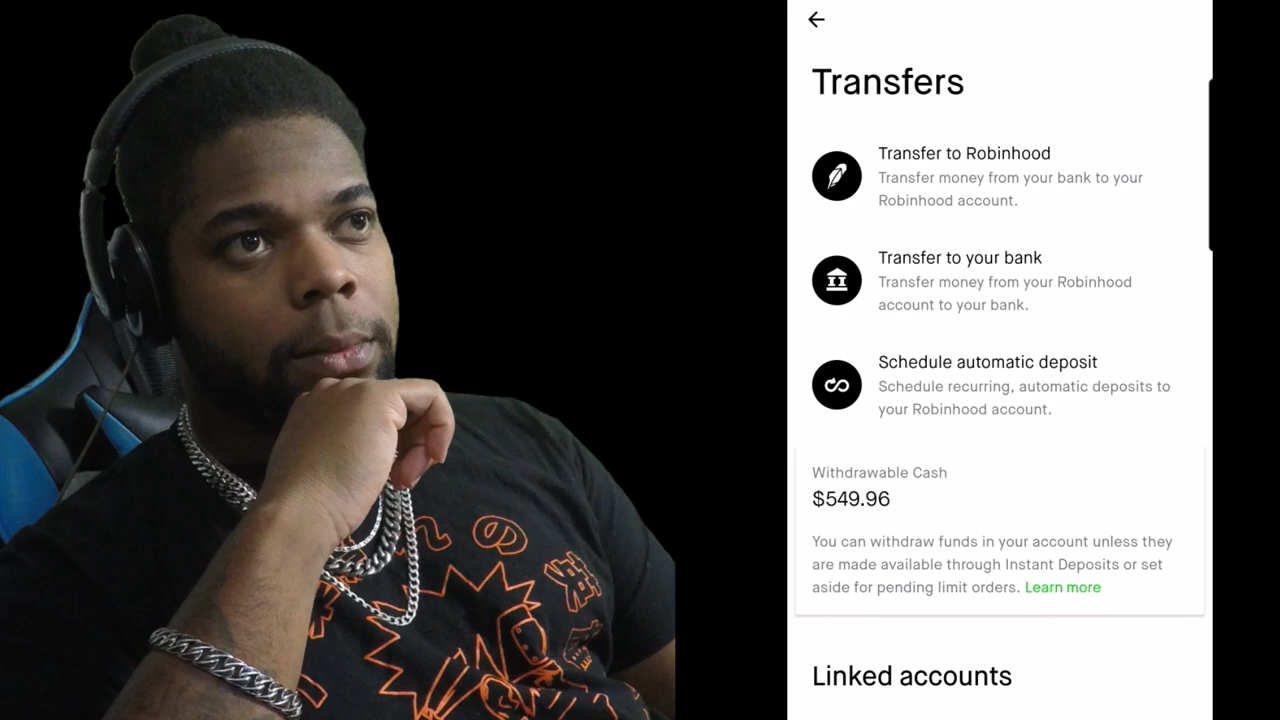 Transfers
Transfer to Robinhood
Transfer money from your bank to your
Robinhood account.
Transfer to your bank
Transfer money from your Robinhood
account to your bank.
Schedule automatic deposit
Schedule recurring, automatic deposits to
your Robinhood account.
Withdrawable Cash
$549.96
You can withdraw funds in your account unless they
are made available through Instant Deposits or set
aside for pending limit orders. Learn more
Linked accounts